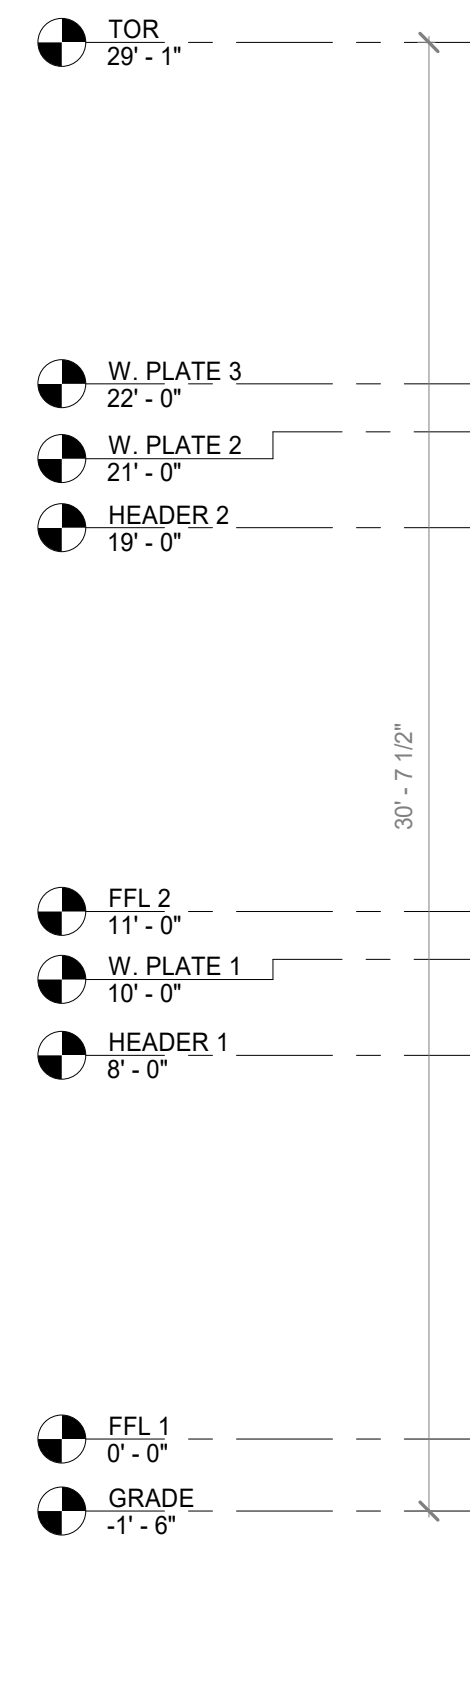 TOR
29' - 1"
W. PLATE 3
22' - 0"
W. PLATE 2
21' - 0"
HEADER 2
19' - 0"
30' - 7 1/2"
FFL 2
11' - 0"
W. PLATE 1
10' - 0"
HEADER 1
8' - 0"
FFL 1
0' - 0"
GRADE
-1' - 6"